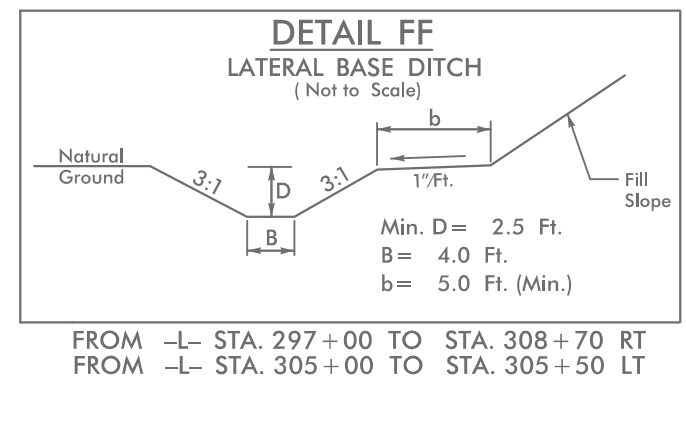 DETAIL FF
LATERAL BASE DITCH
( Not to Scale)
b
Natural
Ground
3:1
D
3:1
1"/Ft.
Fill
Slope
B
Min. D= 2.5 Ft.
B= 4.0 Ft.
b= 5.0 Ft. (Min.)
FROM -L- STA. 297+00 TO STA. 308+70 RT
FROM -L- STA. 305+00 TO STA. 305+50 LT